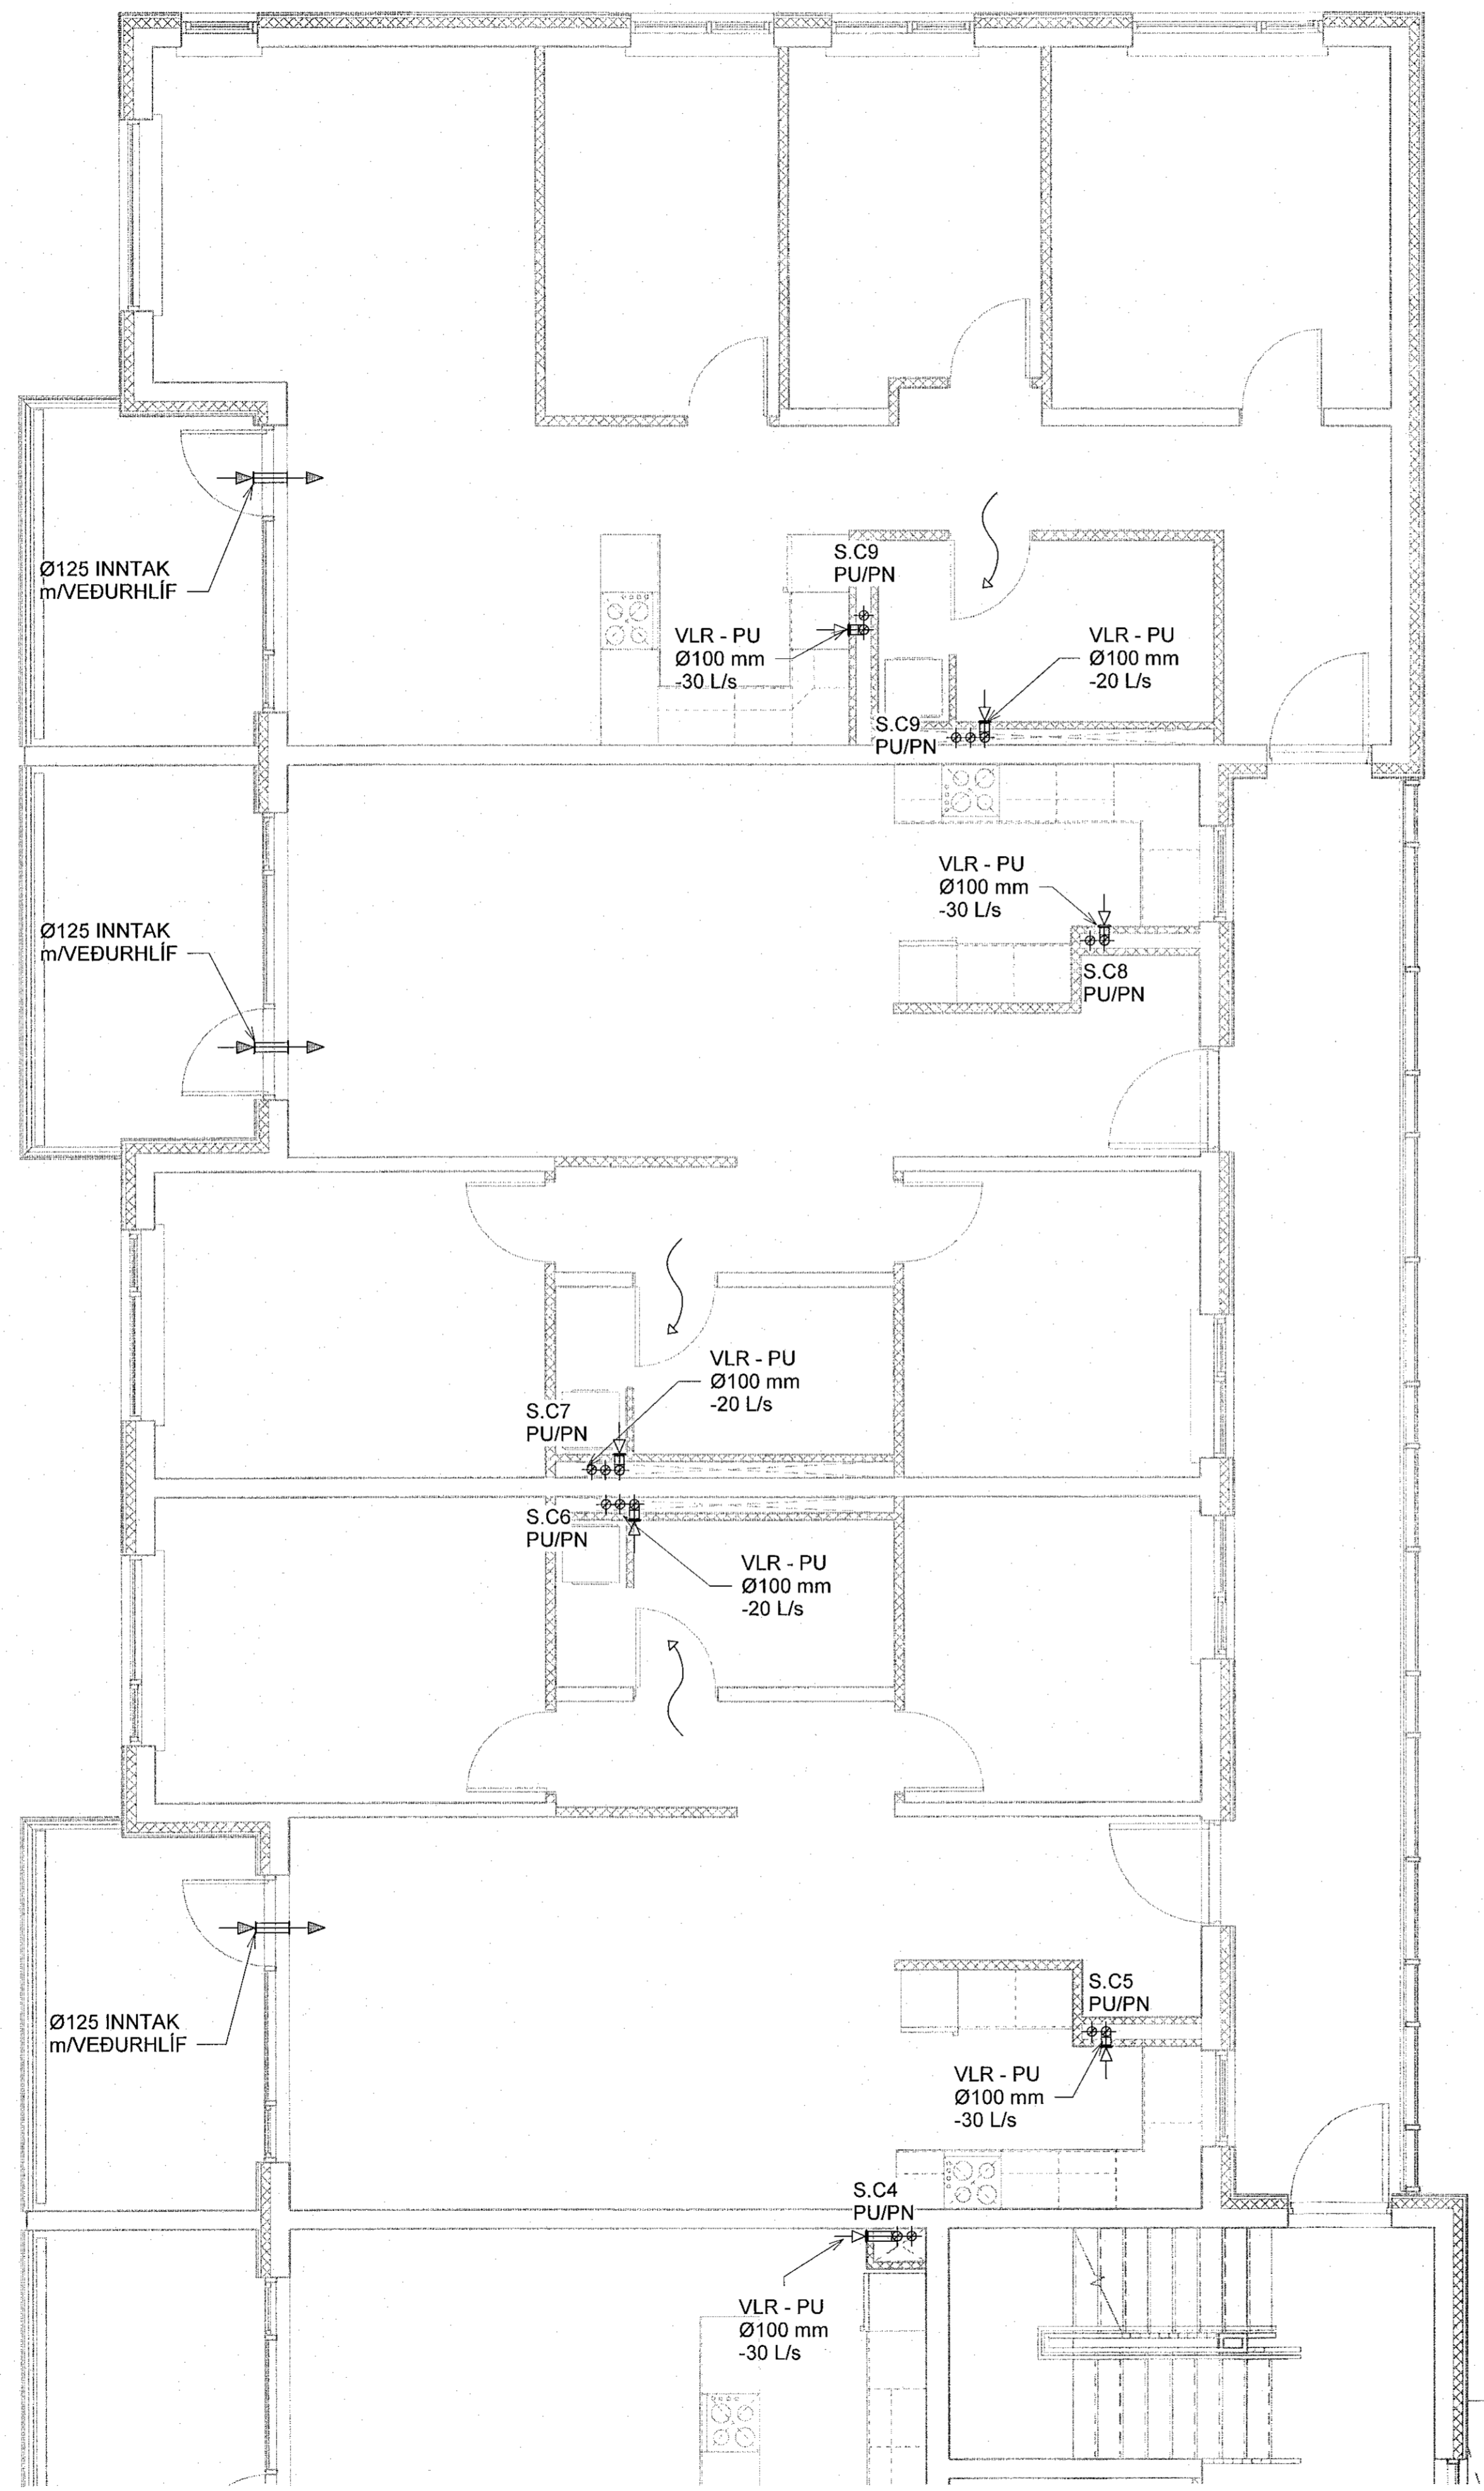 Ø125 INNTAK
m/VEÐURHLÍF
S.C9
PU/PN
VLR - PU
Ø100 mm
-30 L/s
VLR - PU
Ø100 mm
-20 L/s
S.C9
PU/PN
Ø125 INNTAK
m/VEÐURHLÍF
VLR - PU
Ø100 mm
-30 L/s
S.C8
PU/PN
VLR - PU
Ø100 mm
-20 L/s
S.C7
PU/PN
S.C6
PU/PN
VLR - PU
Ø100 mm
-20 L/s
Ø125 INNTAK
m/VEÐURHLÍF
S.C5
PU/PN
VLR - PU
Ø100 mm
-30 L/s
S.C4
PU/PN
VLR - PU
Ø100 mm
-30 L/s